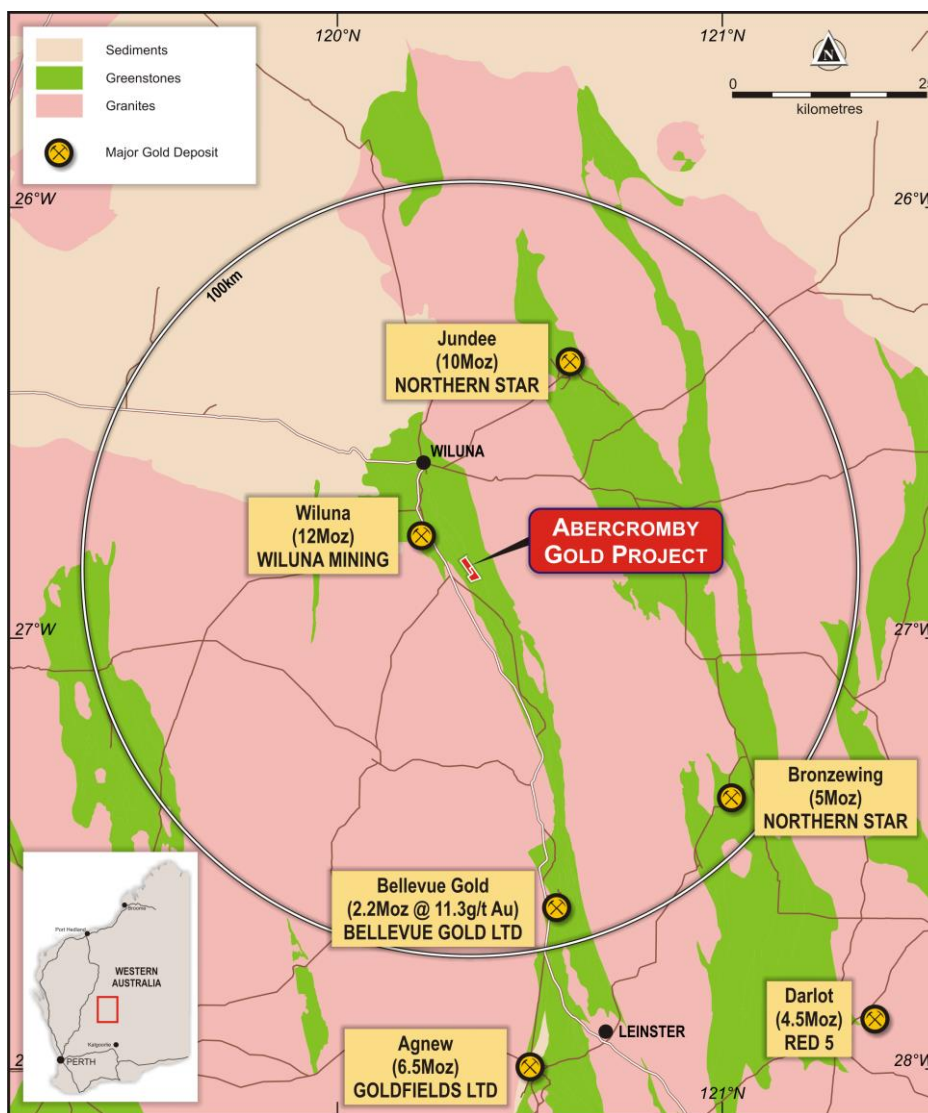 Sediments
Greenstones
Granites
Major Gold Deposit
120°N
121°N
N
0 25
kilometres
26°W
26°W
100km
Jundee
(10Moz)
NORTHERN STAR
WILUNA
Wiluna
(12Moz)
WILUNA MINING
ABERCROMBY
GOLD PROJECT
27°W
27°W
Bronzewing
(5Moz)
NORTHERN STAR
Bellevue Gold
(2.2Moz @ 11.3g/t Au)
BELLEVUE GOLD LTD
Broome
Port Hedland
WESTERN
AUSTRALIA
Kalgoorlie
PERTH
Darlot
(4.5Moz)
RED 5
LEINSTER
Agnew
(6.5Moz)
GOLDFIELDS LTD
28°W
121°N